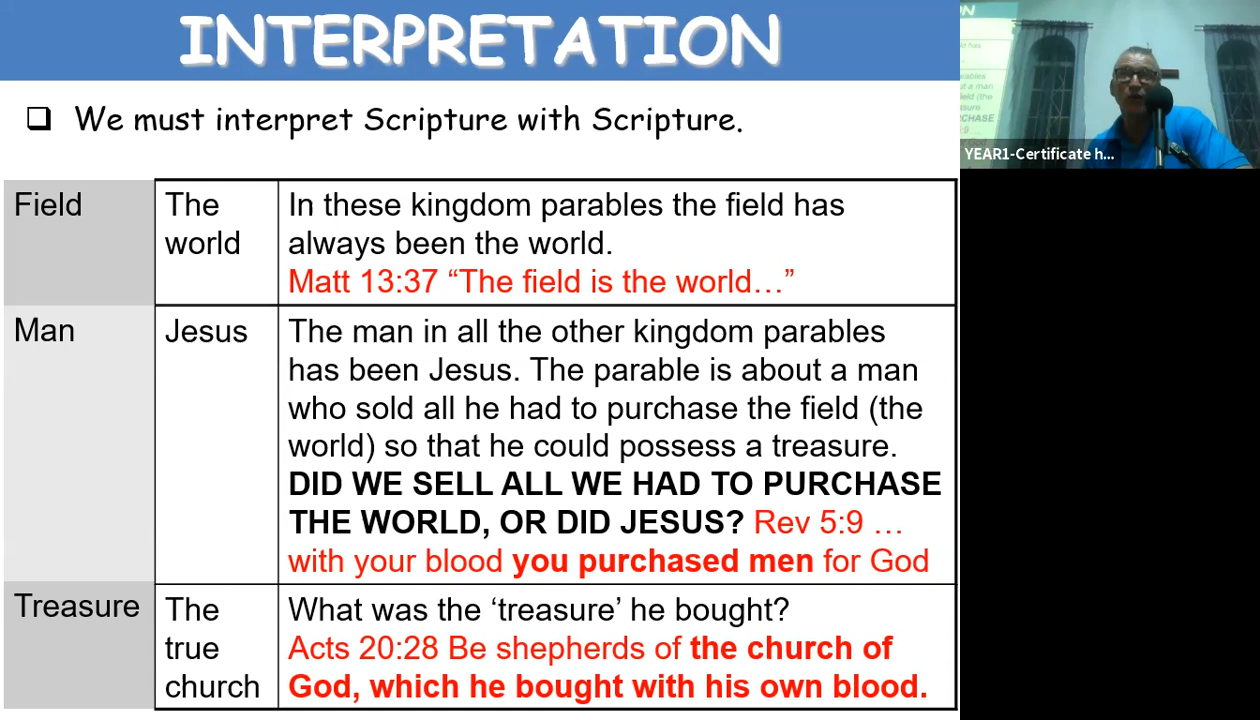 INTERPRETATION
We must interpret Scripture with Scripture.
Field
The
world
In these kingdom parables the field has
always been the world.
Matt 13:37 “The field is the world…”
Man
Jesus
The man in all the other kingdom parables
has been Jesus. The parable is about a man
who sold all he had to purchase the field (the
world) so that he could possess a treasure.
DID WE SELL ALL WE HAD TO PURCHASE
THE WORLD, OR DID JESUS? Rev 5:9 …
with your blood you purchased men for God
Treasure
The
true
church
What was the ‘treasure’ he bought?
Acts 20:28 Be shepherds of the church of
God, which he bought with his own blood.
YEAR1-Certificate h...